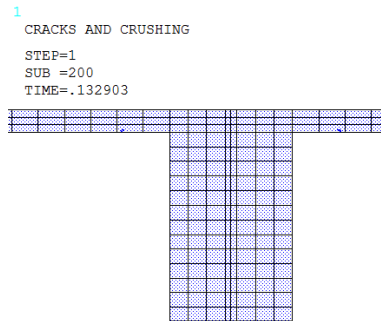 1
CRACKS AND CRUSHING
STEP=1
SUB =200
TIME=.132903